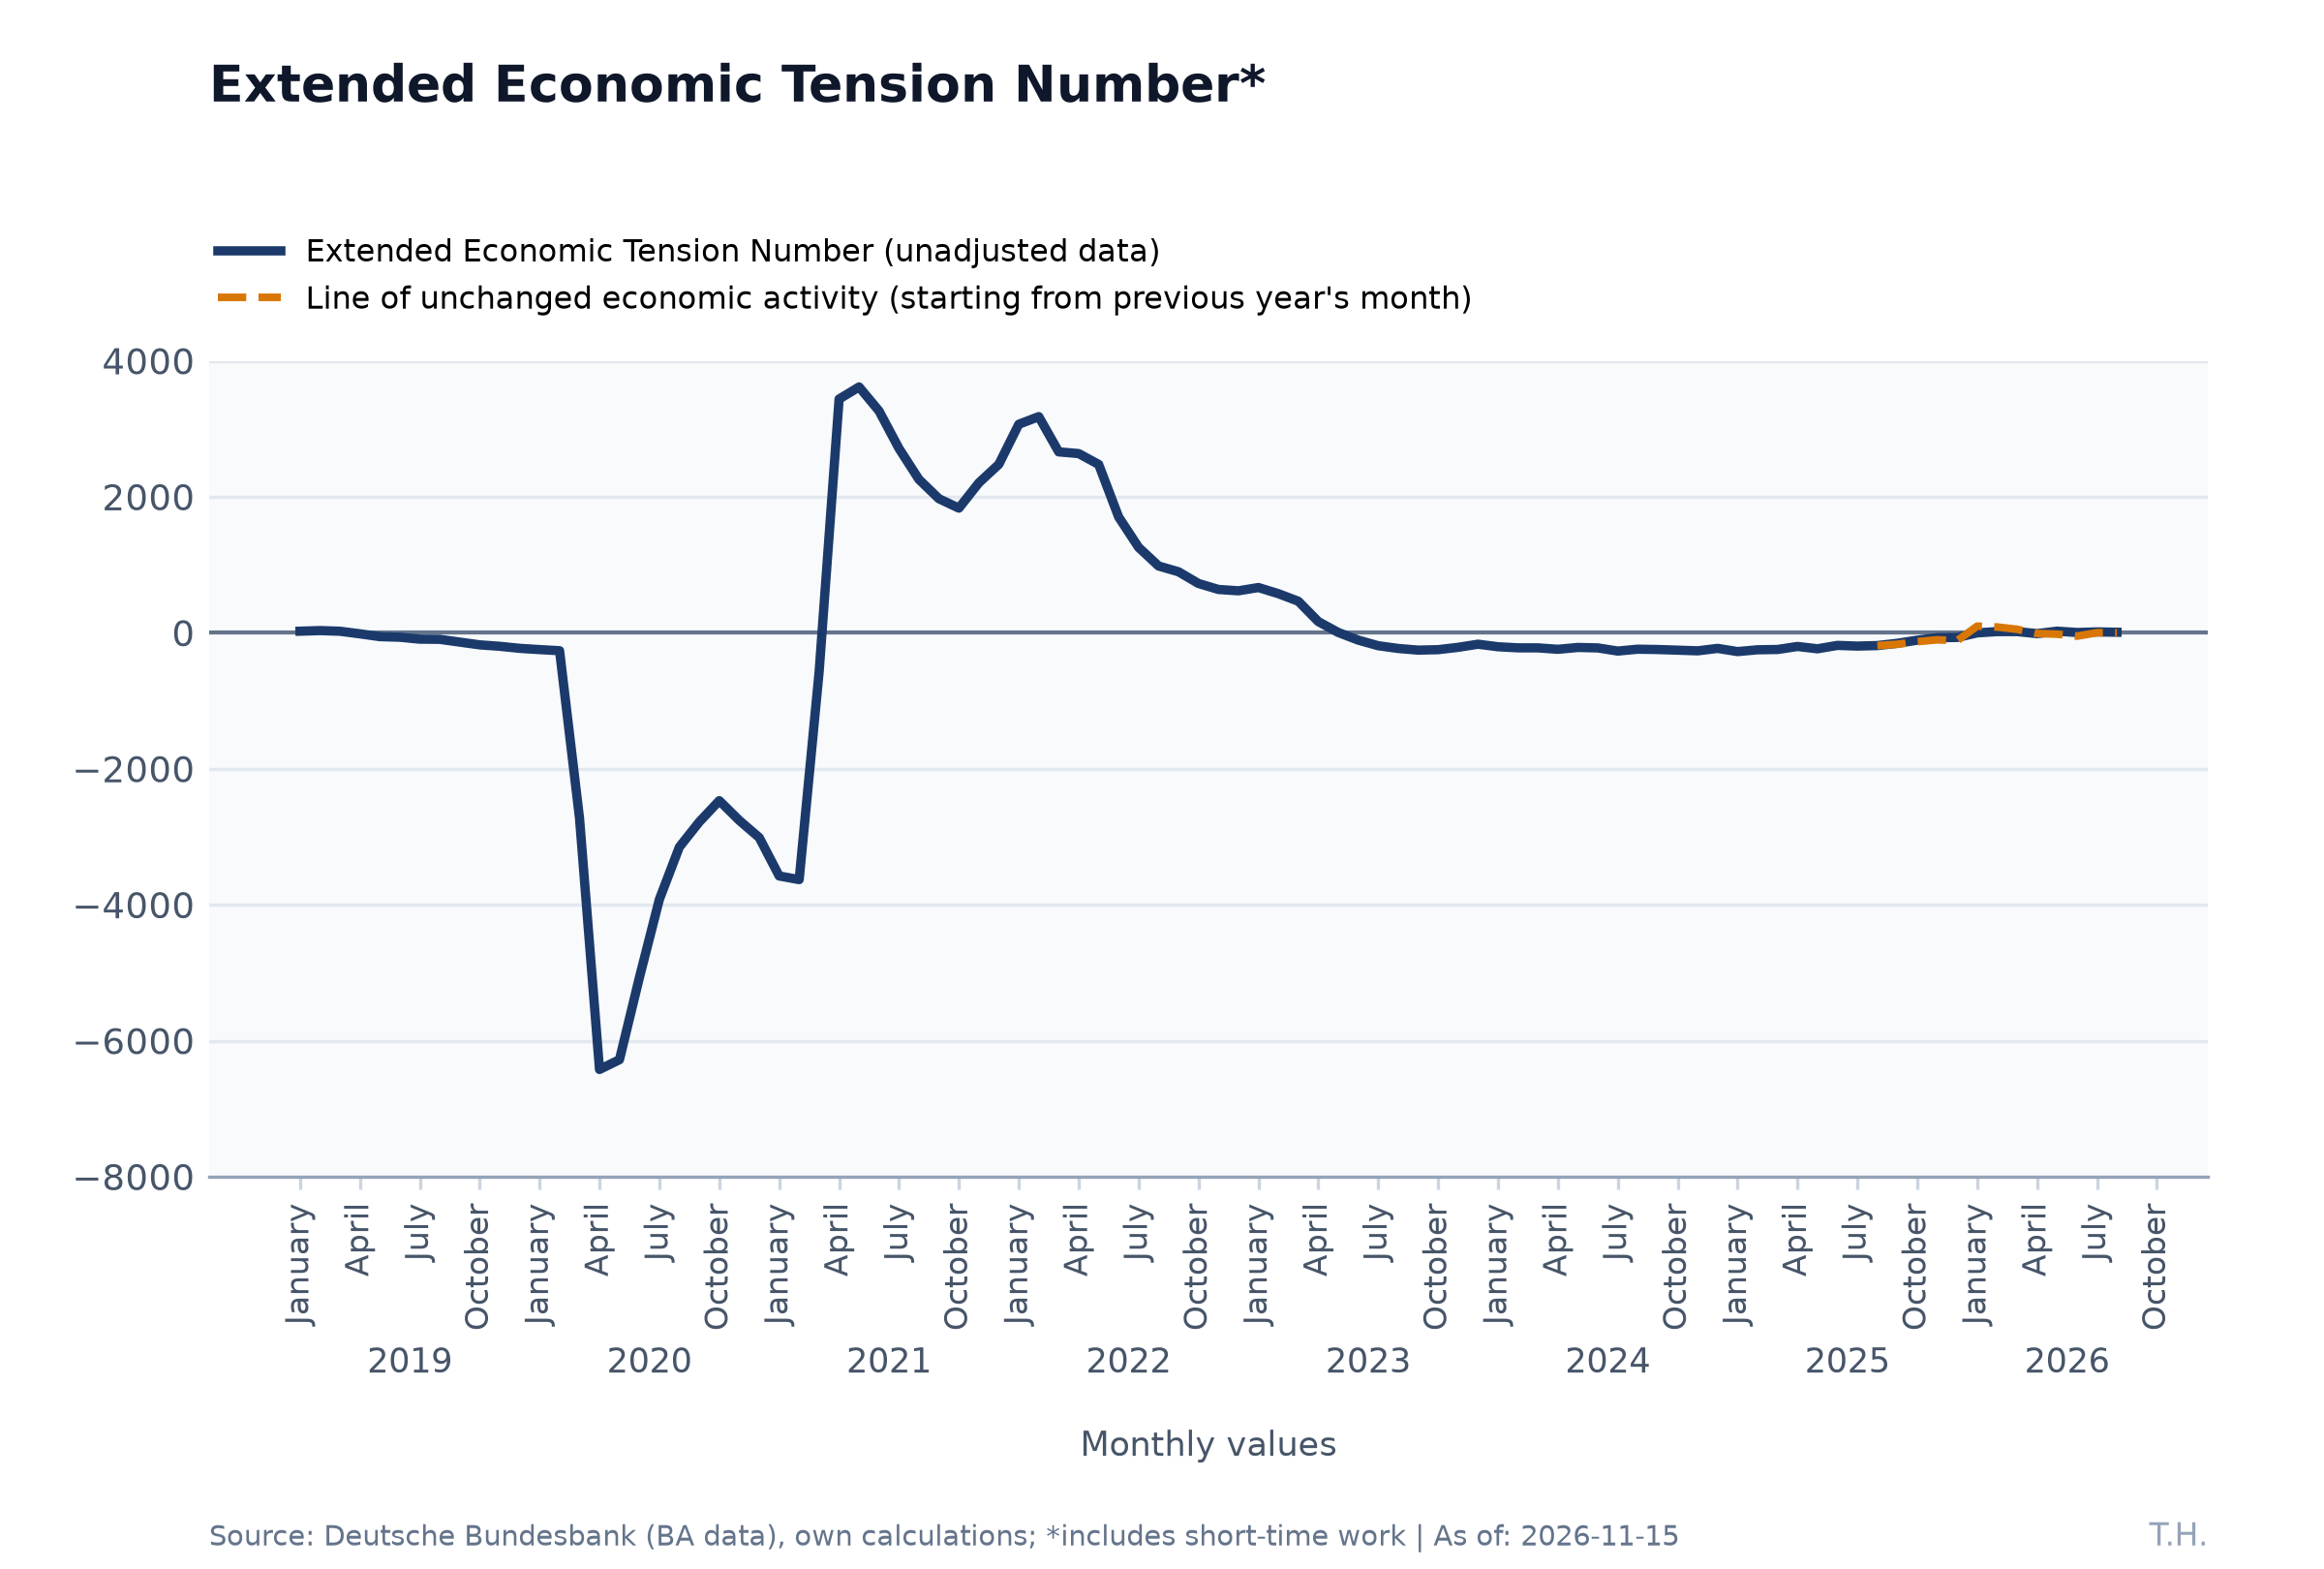 Extended Economic Tension Number*
Extended Economic Tension Number (unadjusted data)
Line of unchanged economic activity (starting from previous year's month)
4000
2000
0
−2000
−4000
−6000
−8000
January April July October January April July October January April July October January April July October January April July October January April July October January April July October January April July October
2019 2020 2021 2022 2023 2024 2025 2026
Monthly values
Source: Deutsche Bundesbank (BA data), own calculations; *includes short-time work | As of: 2026-11-15
T.H.